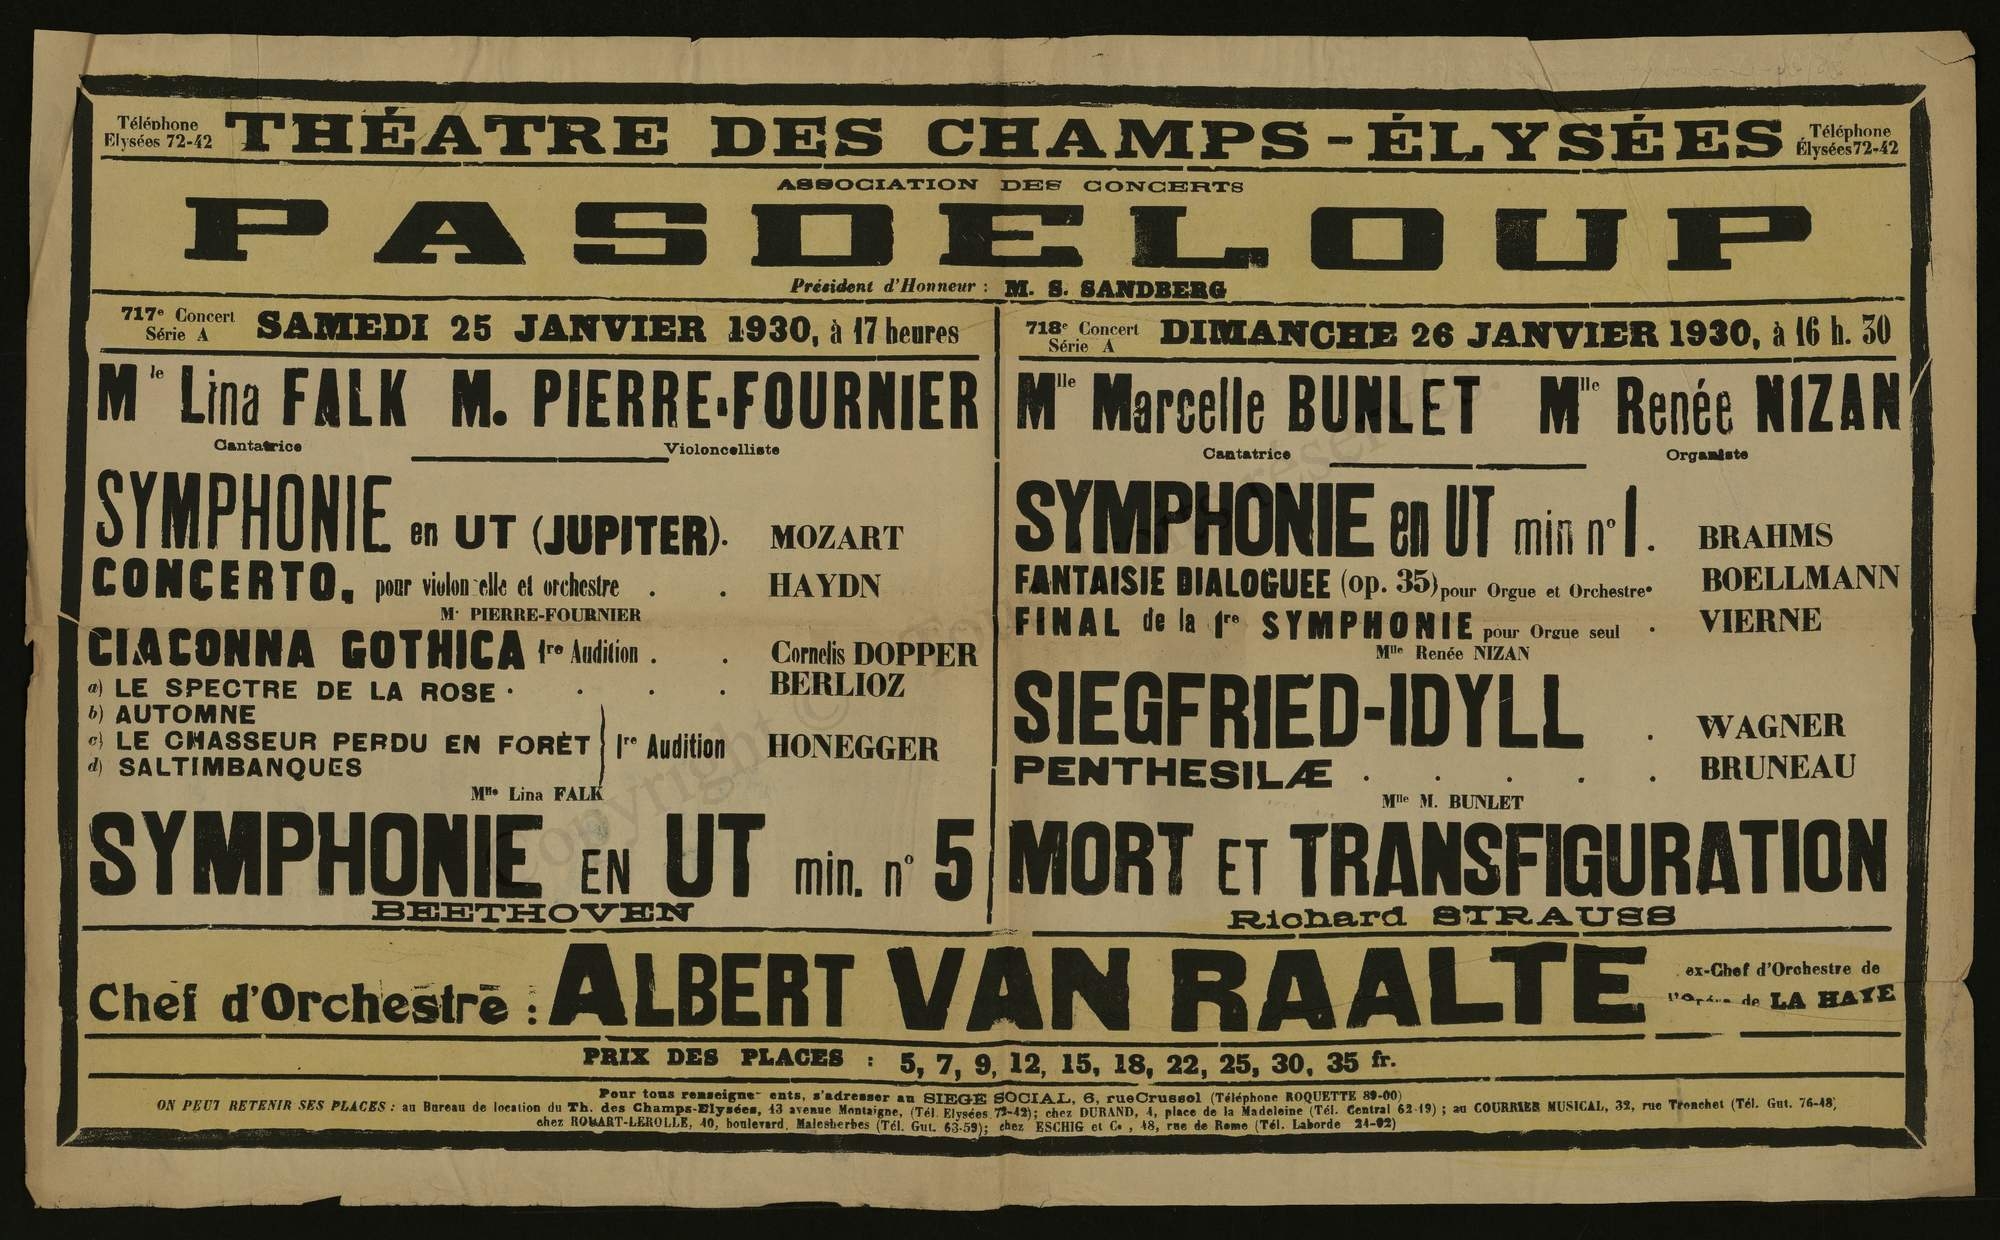 Téléphone
Elysées 72-42
THÉATRE DES CHAMPS-ÉLYSÉES
Téléphone
Élysées 72-42
ASSOCIATION DES CONCERTS
PASDELOUP
Président d'Honneur : M. S. SANDBERG
717e Concert
Série A
SAMEDI 25 JANVIER 1930, à 17 heures
Mle Lina FALK M. PIERRE-FOURNIER
Cantatrice Violoncelliste
SYMPHONIE en UT (JUPITER). MOZART
CONCERTO, pour violoncelle et orchestre . . HAYDN
Mr PIERRE-FOURNIER
CIACONNA GOTHICA 1re Audition . . Cornelis DOPPER
a) LE SPECTRE DE LA ROSE . . . . BERLIOZ
b) AUTOMNE
c) LE CHASSEUR PERDU EN FORÊT 1re Audition HONEGGER
d) SALTIMBANQUES
Mlle Lina FALK
SYMPHONIE EN UT min. no 5
BEETHOVEN
718e Concert
Série A
DIMANCHE 26 JANVIER 1930, à 16 h. 30
Mlle Marcelle BUNLET Mlle Renée NIZAN
Cantatrice Organiste
SYMPHONIE en UT min no 1. BRAHMS
FANTAISIE DIALOGUEE (op. 35) pour Orgue et Orchestre. BOELLMANN
FINAL de la 1re SYMPHONIE pour Orgue seul . VIERNE
Mlle Renée NIZAN
SIEGFRIED-IDYLL . WAGNER
PENTHESILÆ . . . . . BRUNEAU
Mlle M. BUNLET
MORT ET TRANSFIGURATION
Richard STRAUSS
Chef d'Orchestre : ALBERT VAN RAALTE
ex-Chef d'Orchestre de
l'Opéra de LA HAYE
PRIX DES PLACES : 5, 7, 9, 12, 15, 18, 22, 25, 30, 35 fr.
Pour tous renseignements, s'adresser au SIEGE SOCIAL, 6, rue Crussol (Téléphone ROQUETTE 89-00)
ON PEUT RETENIR SES PLACES : au Bureau de location du Th. des Champs-Elysées, 13 avenue Montaigne, (Tél. Elysées 72-42); chez DURAND, 4, place de la Madeleine (Tél. Central 62-19) ; au COURRIER MUSICAL, 32, rue Tronchet (Tél. Gut. 76-48),
chez ROUART-LEROLLE, 40, boulevard. Malesherbes (Tél. Gut. 63-59); chez ESCHIG et Ce, 48, rue de Rome (Tél. Laborde 24-02)
Copyright © Tous droits réservés.